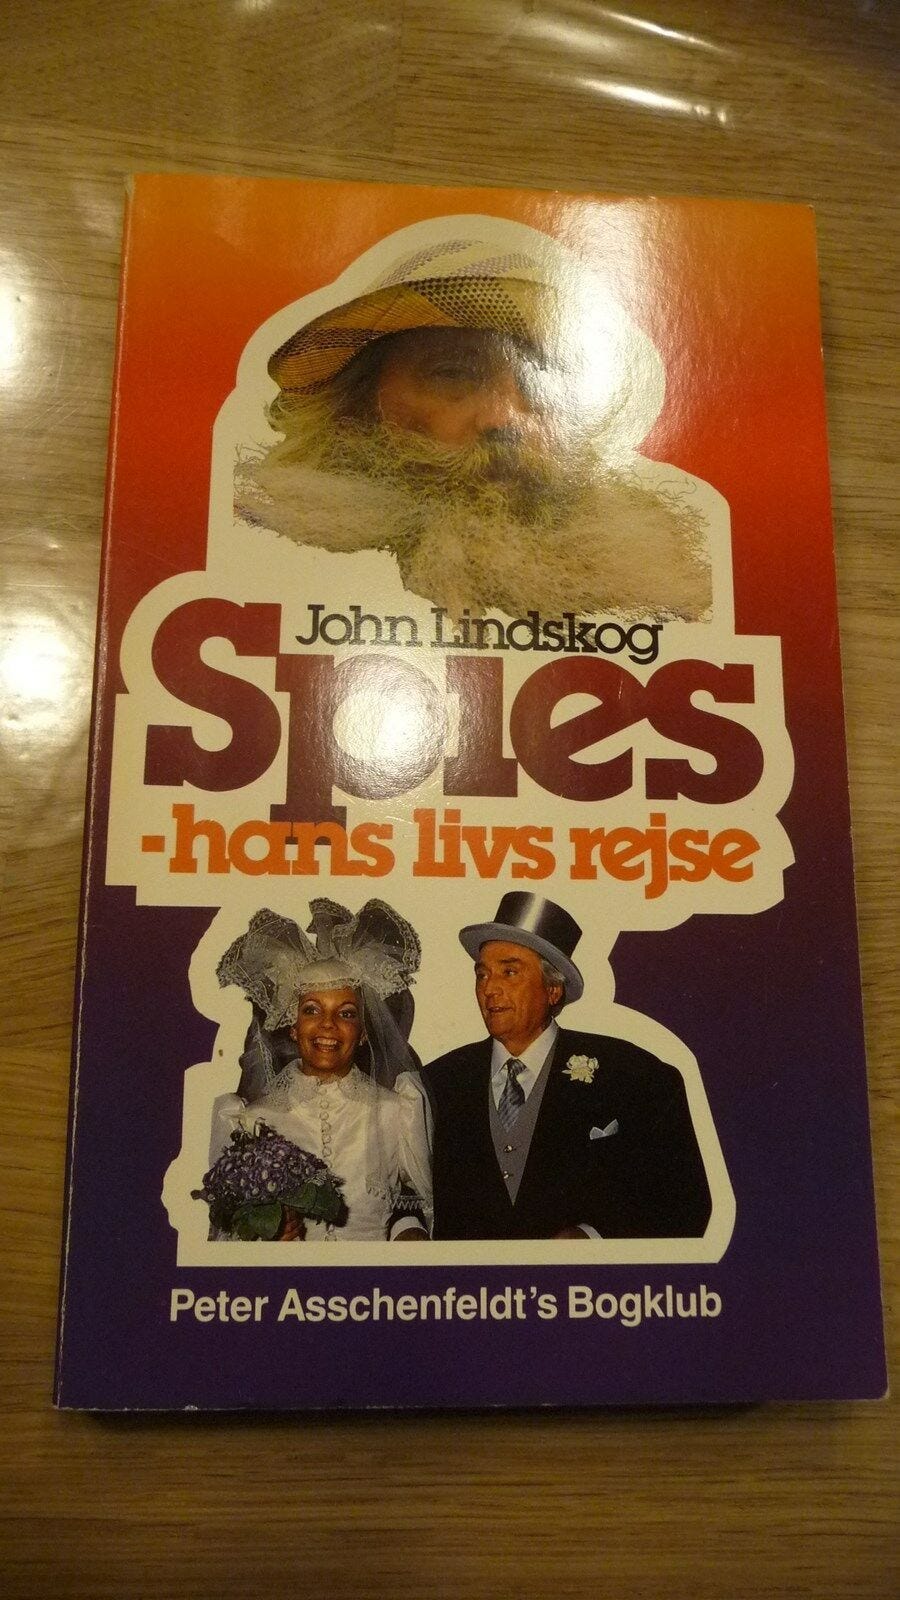 John Lindskog
Spies
-hans livs rejse
Peter Asschenfeldt's Bogklub